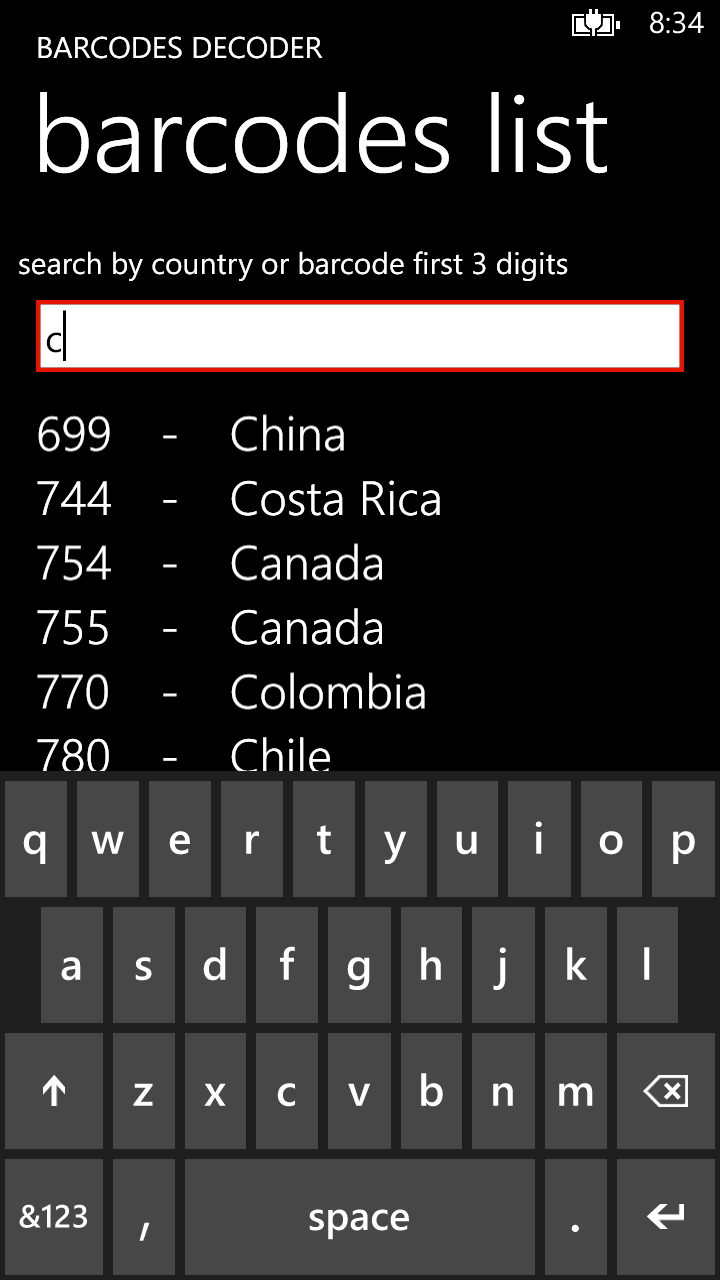 8:34
BARCODES DECODER
barcodes list
search by country or barcode first 3 digits
c
699 - China
744 - Costa Rica
754 - Canada
755 - Canada
770 - Colombia
780 - Chile
q w e r t y u i o p
a s d f g h j k l
z x c v b n m
&123 , space .